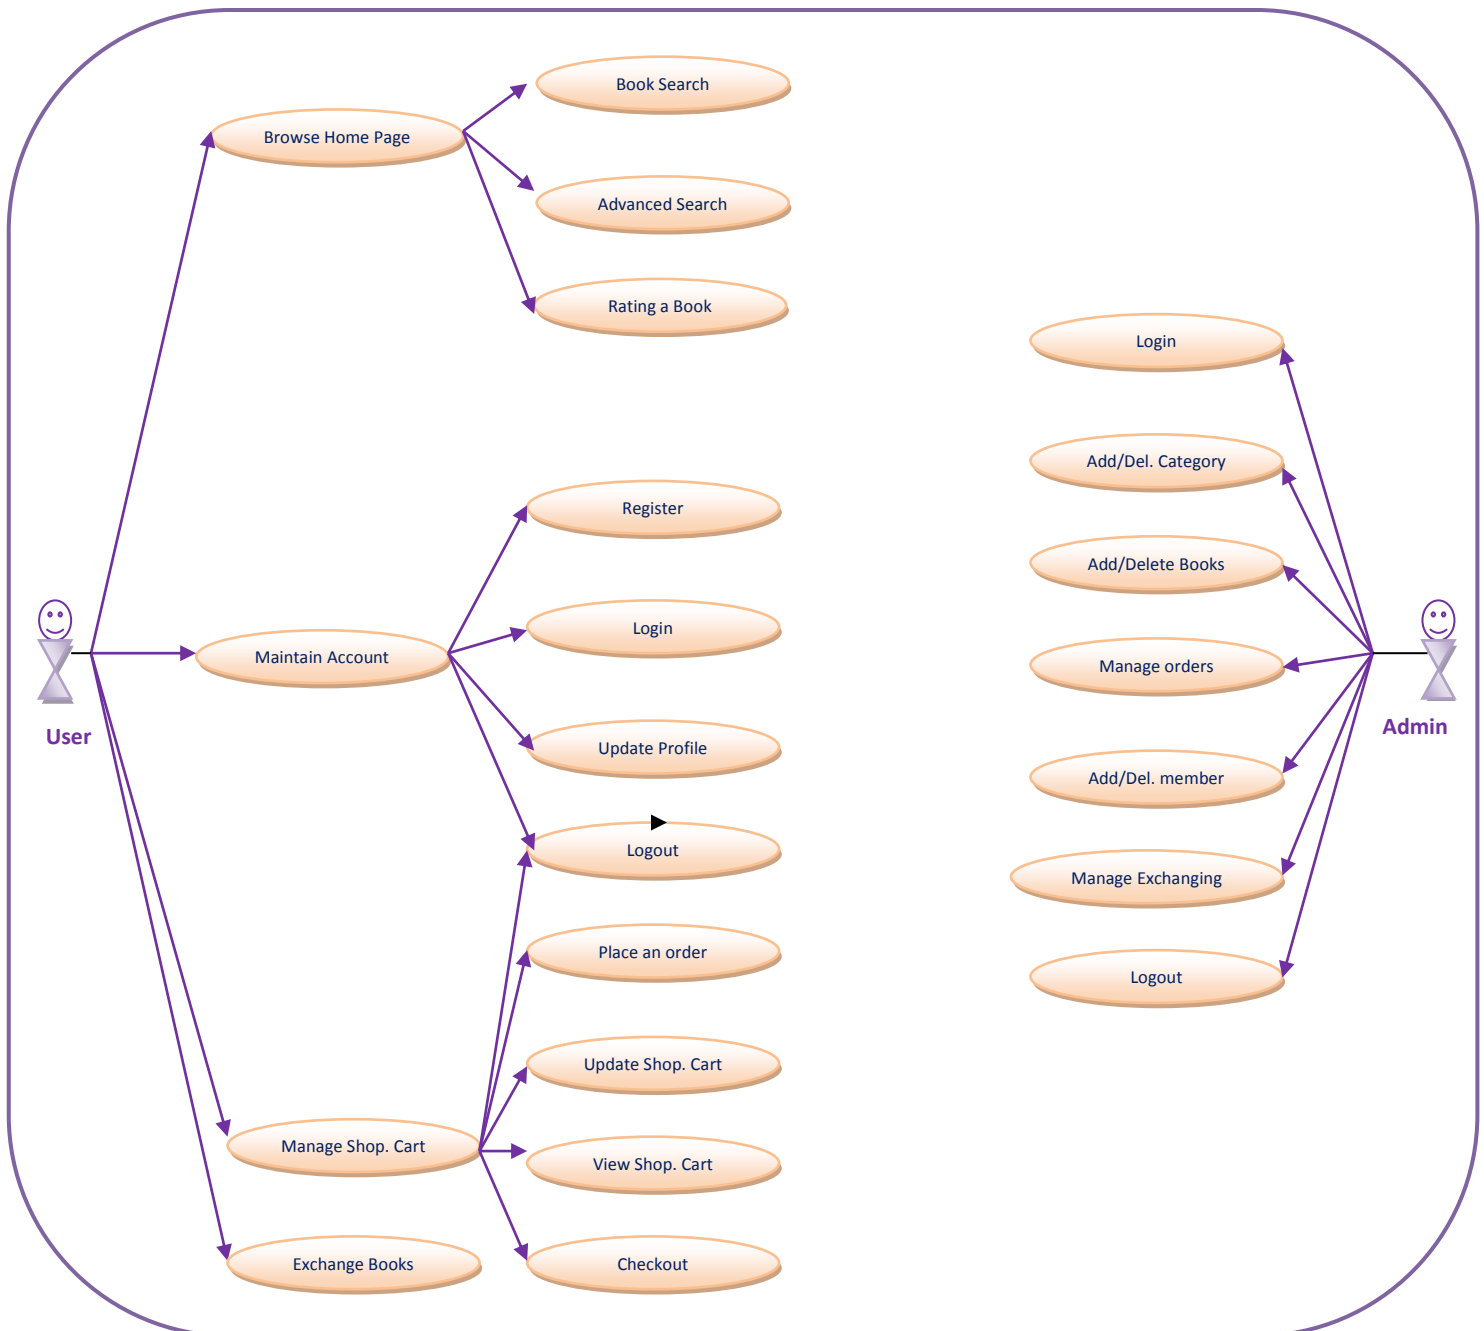 Book Search
Browse Home Page
Advanced Search
Rating a Book
Login
Add/Del. Category
Register
Add/Delete Books
Login
Maintain Account
Manage orders
User
Admin
Update Profile
Add/Del. member
Logout
Manage Exchanging
Place an order
Logout
Update Shop. Cart
Manage Shop. Cart
View Shop. Cart
Exchange Books
Checkout